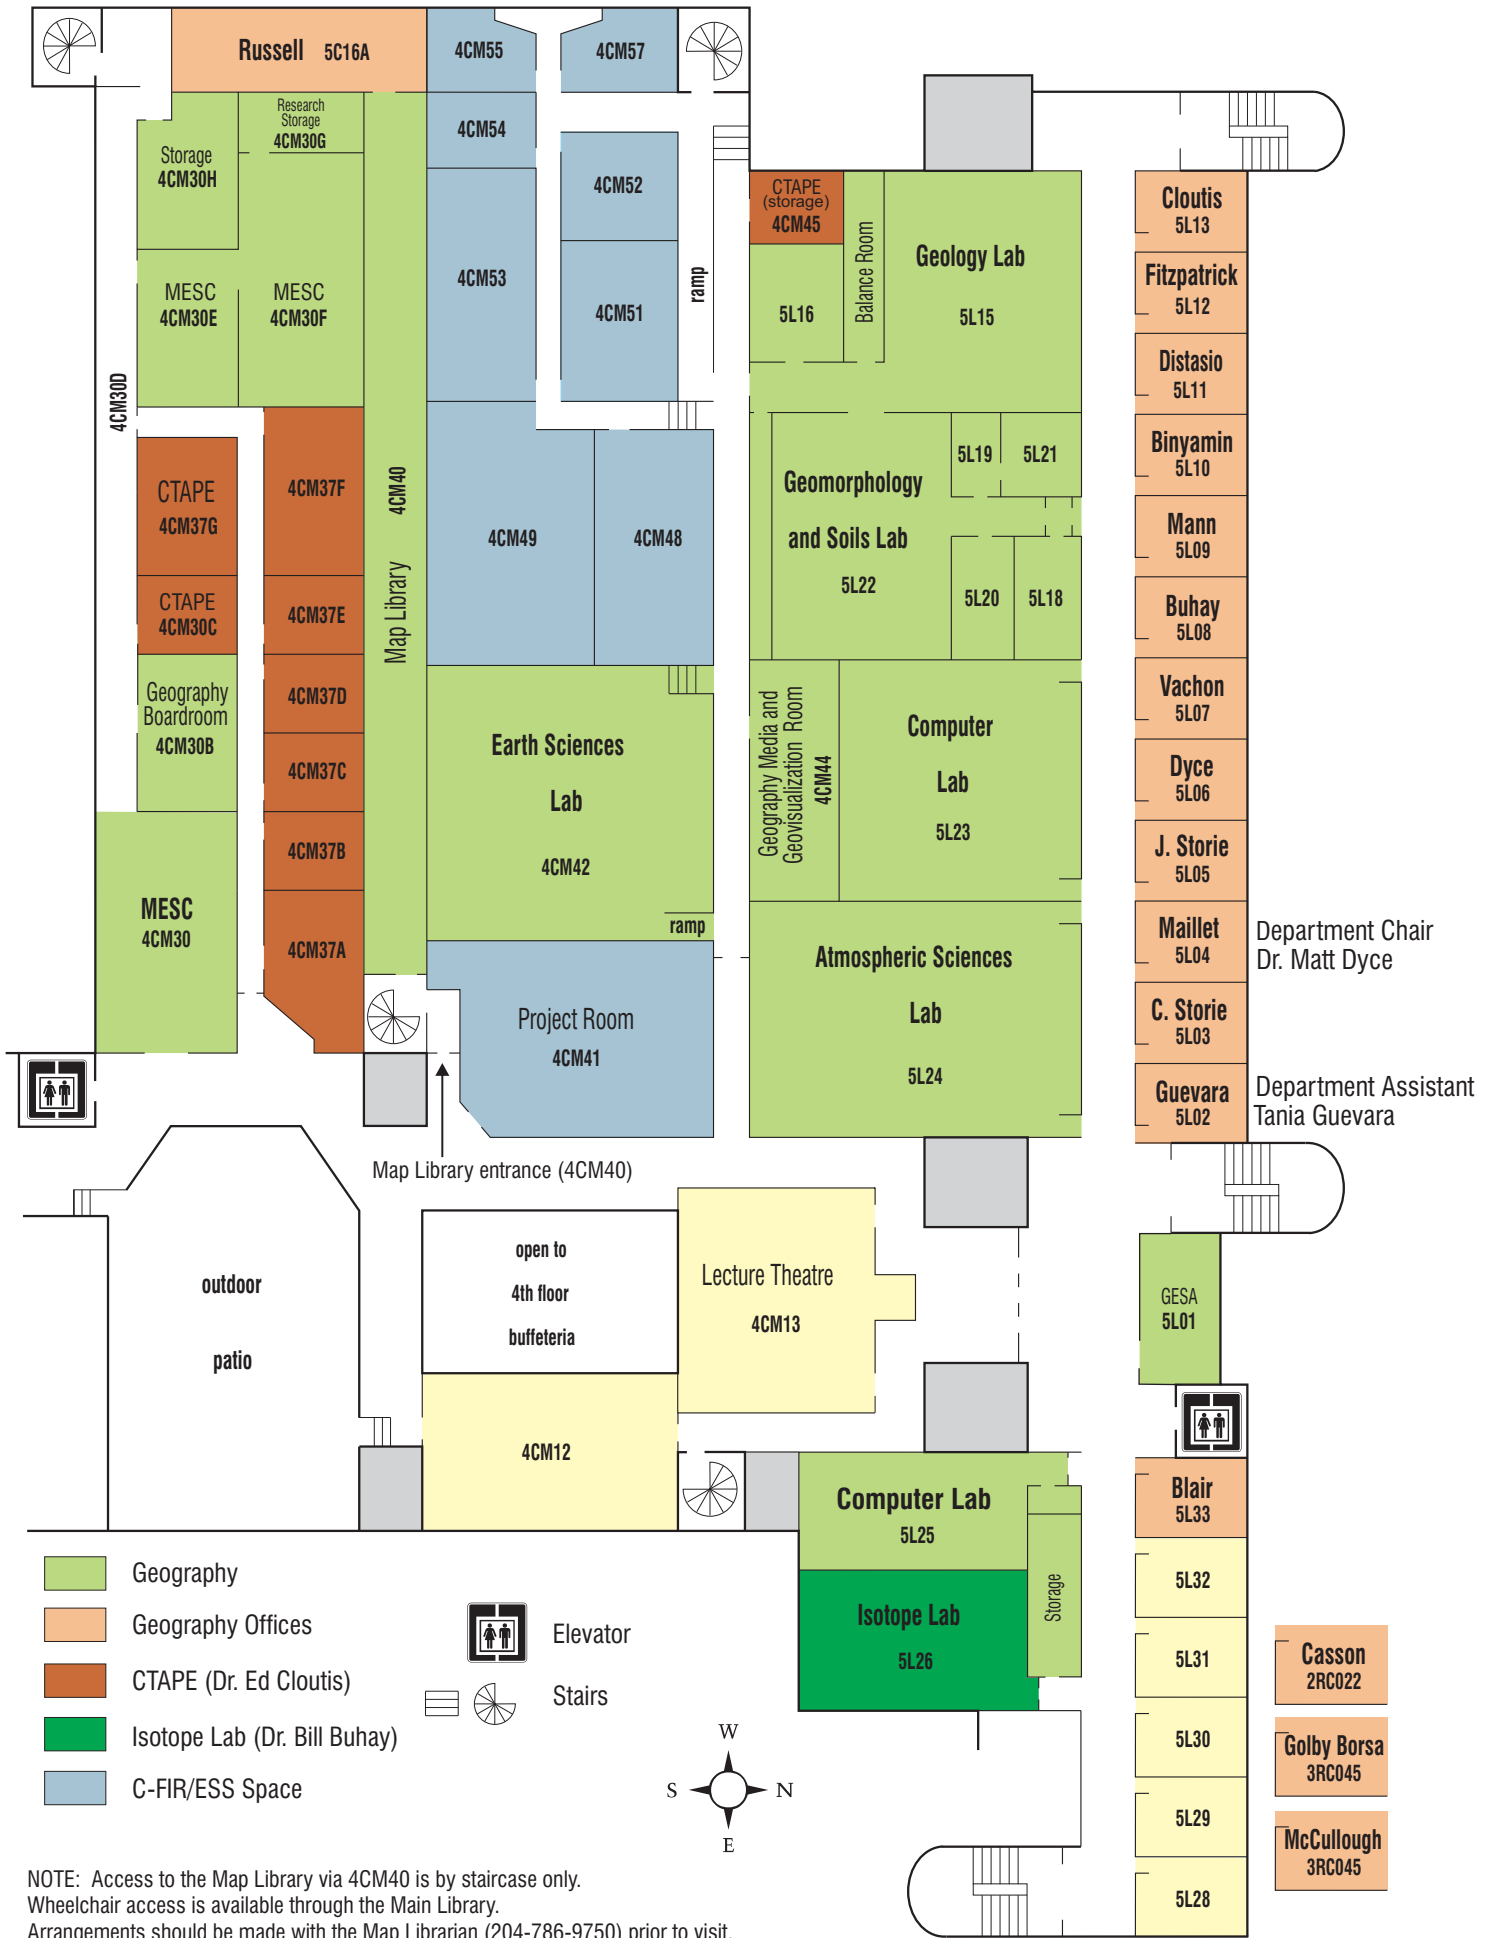 Russell 5C16A
4CM55
4CM57
Research
Storage
4CM30G
4CM54
Storage
4CM30H
4CM52
CTAPE
(storage)
4CM45
Balance Room
Geology Lab
5L15
Cloutis
5L13
MESC
4CM30E
MESC
4CM30F
4CM53
4CM51
ramp
5L16
Fitzpatrick
5L12
Distasio
5L11
4CM30D
CTAPE
4CM37G
4CM37F
4CM40
Map Library
4CM49
4CM48
Geomorphology
and Soils Lab
5L22
5L19
5L21
5L20
5L18
Binyamin
5L10
Mann
5L09
CTAPE
4CM30C
4CM37E
Buhay
5L08
Geography
Boardroom
4CM30B
4CM37D
4CM37C
4CM37B
4CM37A
Earth Sciences
Lab
4CM42
ramp
Geography Media and
Geovisualization Room
4CM44
Computer
Lab
5L23
Vachon
5L07
Dyce
5L06
J. Storie
5L05
MESC
4CM30
Atmospheric Sciences
Lab
5L24
Maillet
5L04
Department Chair
Dr. Matt Dyce
C. Storie
5L03
Project Room
4CM41
Guevara
5L02
Department Assistant
Tania Guevara
Map Library entrance (4CM40)
outdoor
patio
open to
4th floor
buffeteria
Lecture Theatre
4CM13
GESA
5L01
4CM12
Computer Lab
5L25
Blair
5L33
Isotope Lab
5L26
Storage
5L32
5L31
5L30
5L29
5L28
Casson
2RC022
Golby Borsa
3RC045
McCullough
3RC045
Geography
Geography Offices
CTAPE (Dr. Ed Cloutis)
Isotope Lab (Dr. Bill Buhay)
C-FIR/ESS Space
Elevator
Stairs
W
S N
E
NOTE: Access to the Map Library via 4CM40 is by staircase only.
Wheelchair access is available through the Main Library.
Arrangements should be made with the Map Librarian (204-786-9750) prior to visit.